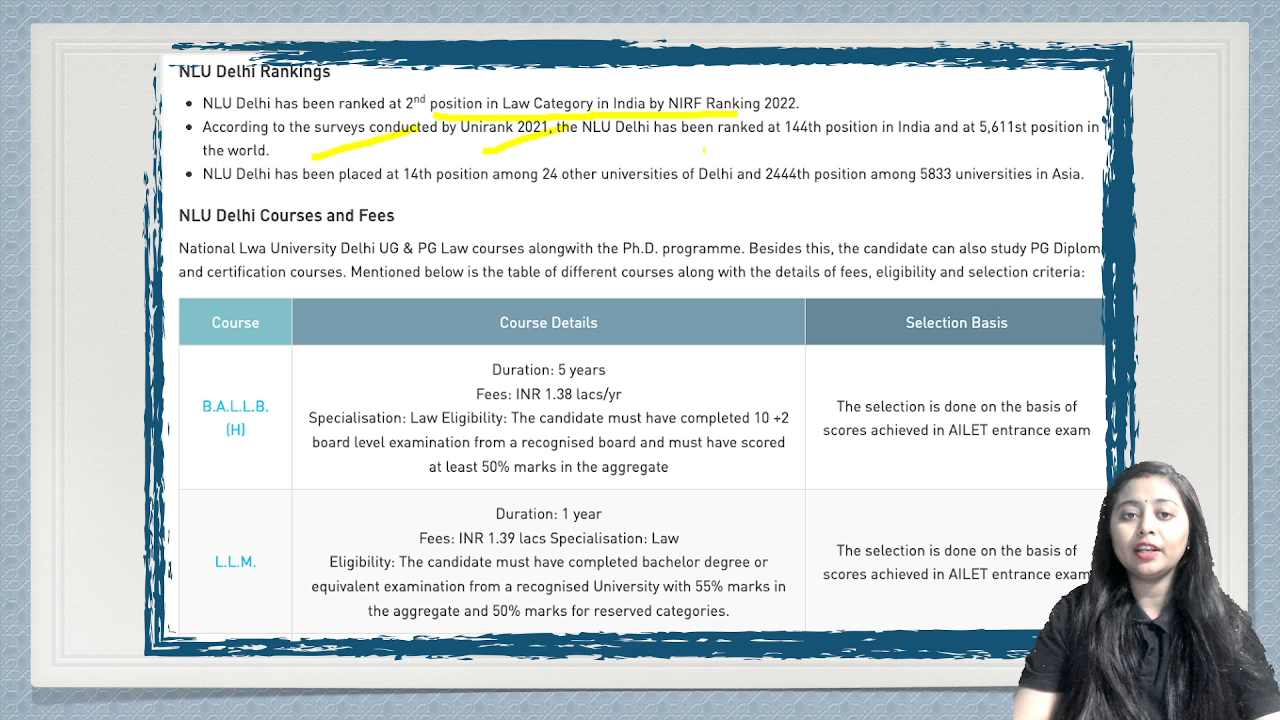 NLU Delhi Rankings
• NLU Delhi has been ranked at 2nd position in Law Category in India by NIRF Ranking 2022.
• According to the surveys conducted by Unirank 2021, the NLU Delhi has been ranked at 144th position in India and at 5,611st position in
the world.
• NLU Delhi has been placed at 14th position among 24 other universities of Delhi and 2444th position among 5833 universities in Asia.
NLU Delhi Courses and Fees
National Lwa University Delhi UG & PG Law courses alongwith the Ph.D. programme. Besides this, the candidate can also study PG Diplom
and certification courses. Mentioned below is the table of different courses along with the details of fees, eligibility and selection criteria:
Course
Course Details
Selection Basis
B.A.L.L.B.
(H)
Duration: 5 years
Fees: INR 1.38 lacs/yr
Specialisation: Law Eligibility: The candidate must have completed 10 +2
board level examination from a recognised board and must have scored
at least 50% marks in the aggregate
The selection is done on the basis of
scores achieved in AILET entrance exam
L.L.M.
Duration: 1 year
Fees: INR 1.39 lacs Specialisation: Law
Eligibility: The candidate must have completed bachelor degree or
equivalent examination from a recognised University with 55% marks in
the aggregate and 50% marks for reserved categories.
The selection is done on the basis of
scores achieved in AILET entrance exam